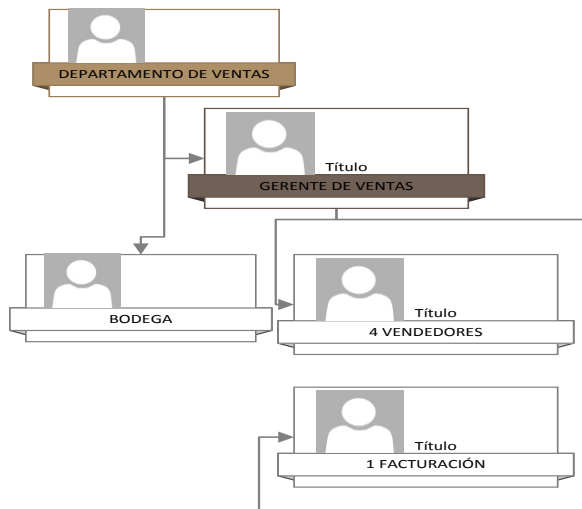 DEPARTAMENTO DE VENTAS
Título
GERENTE DE VENTAS
BODEGA
Título
4 VENDEDORES
Título
1 FACTURACIÓN